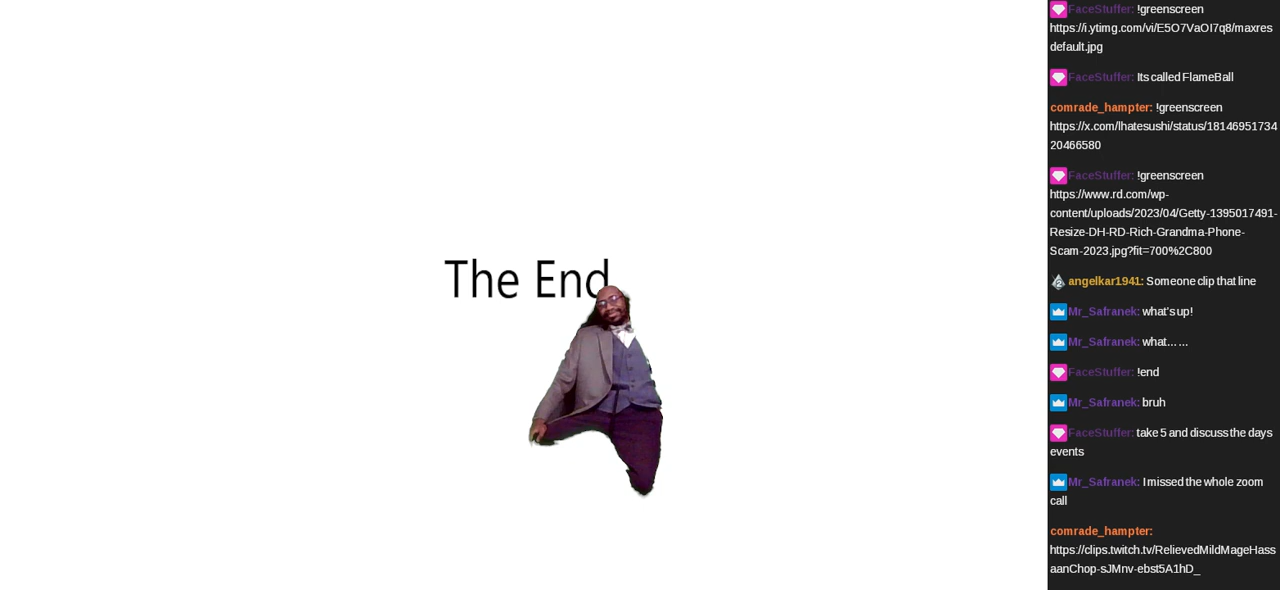 The End
FaceStuffer: !greenscreen
https://i.ytimg.com/vi/E5O7VaOI7q8/maxres
default.jpg
FaceStuffer: Its called FlameBall
comrade_hampter: !greenscreen
https://x.com/lhatesushi/status/18146951734
20466580
FaceStuffer: !greenscreen
https://www.rd.com/wp-
content/uploads/2023/04/Getty-1395017491-
Resize-DH-RD-Rich-Grandma-Phone-
Scam-2023.jpg?fit=700%2C800
2 angelkar1941: Someone clip that line
Mr_Safranek: what's up!
Mr_Safranek: what... ...
FaceStuffer: !end
Mr_Safranek: bruh
FaceStuffer: take 5 and discuss the days
events
Mr_Safranek: I missed the whole zoom
call
comrade_hampter:
https://clips.twitch.tv/RelievedMildMageHass
aanChop-sJMnv-ebst5A1hD_